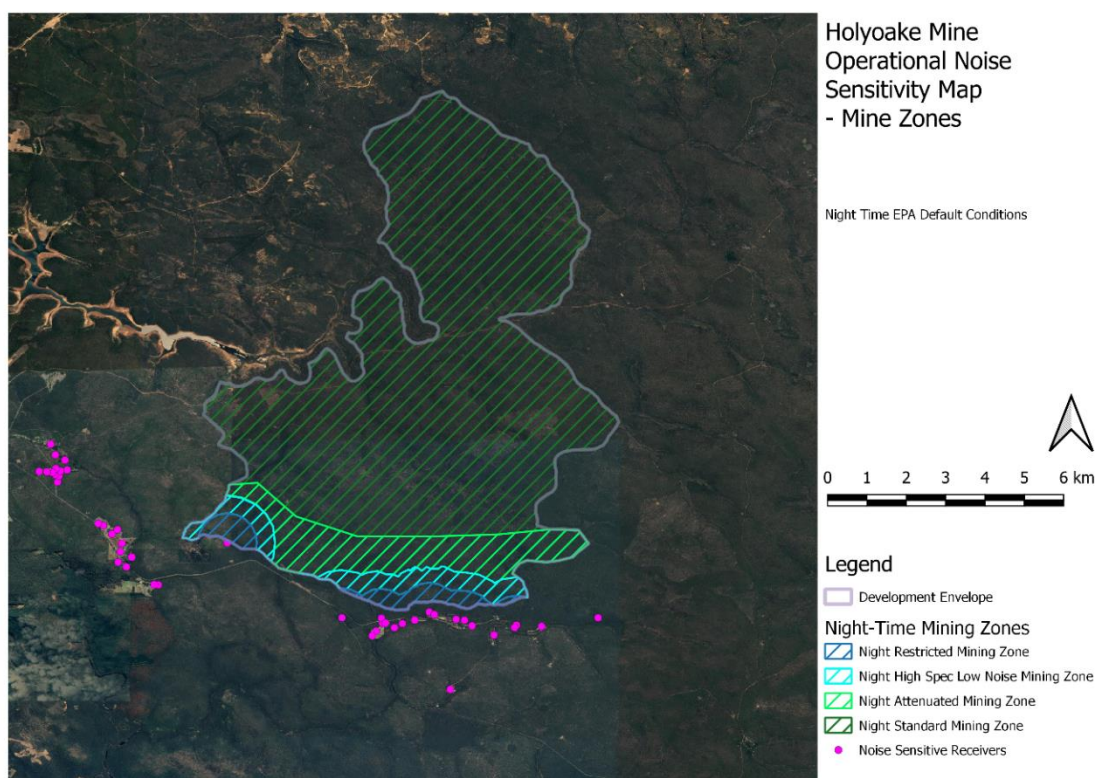 Holyoake Mine
Operational Noise
Sensitivity Map
- Mine Zones
Night Time EPA Default Conditions
0 1 2 3 4 5 6 km
Legend
Development Envelope
Night-Time Mining Zones
Night Restricted Mining Zone
Night High Spec Low Noise Mining Zone
Night Attenuated Mining Zone
Night Standard Mining Zone
Noise Sensitive Receivers